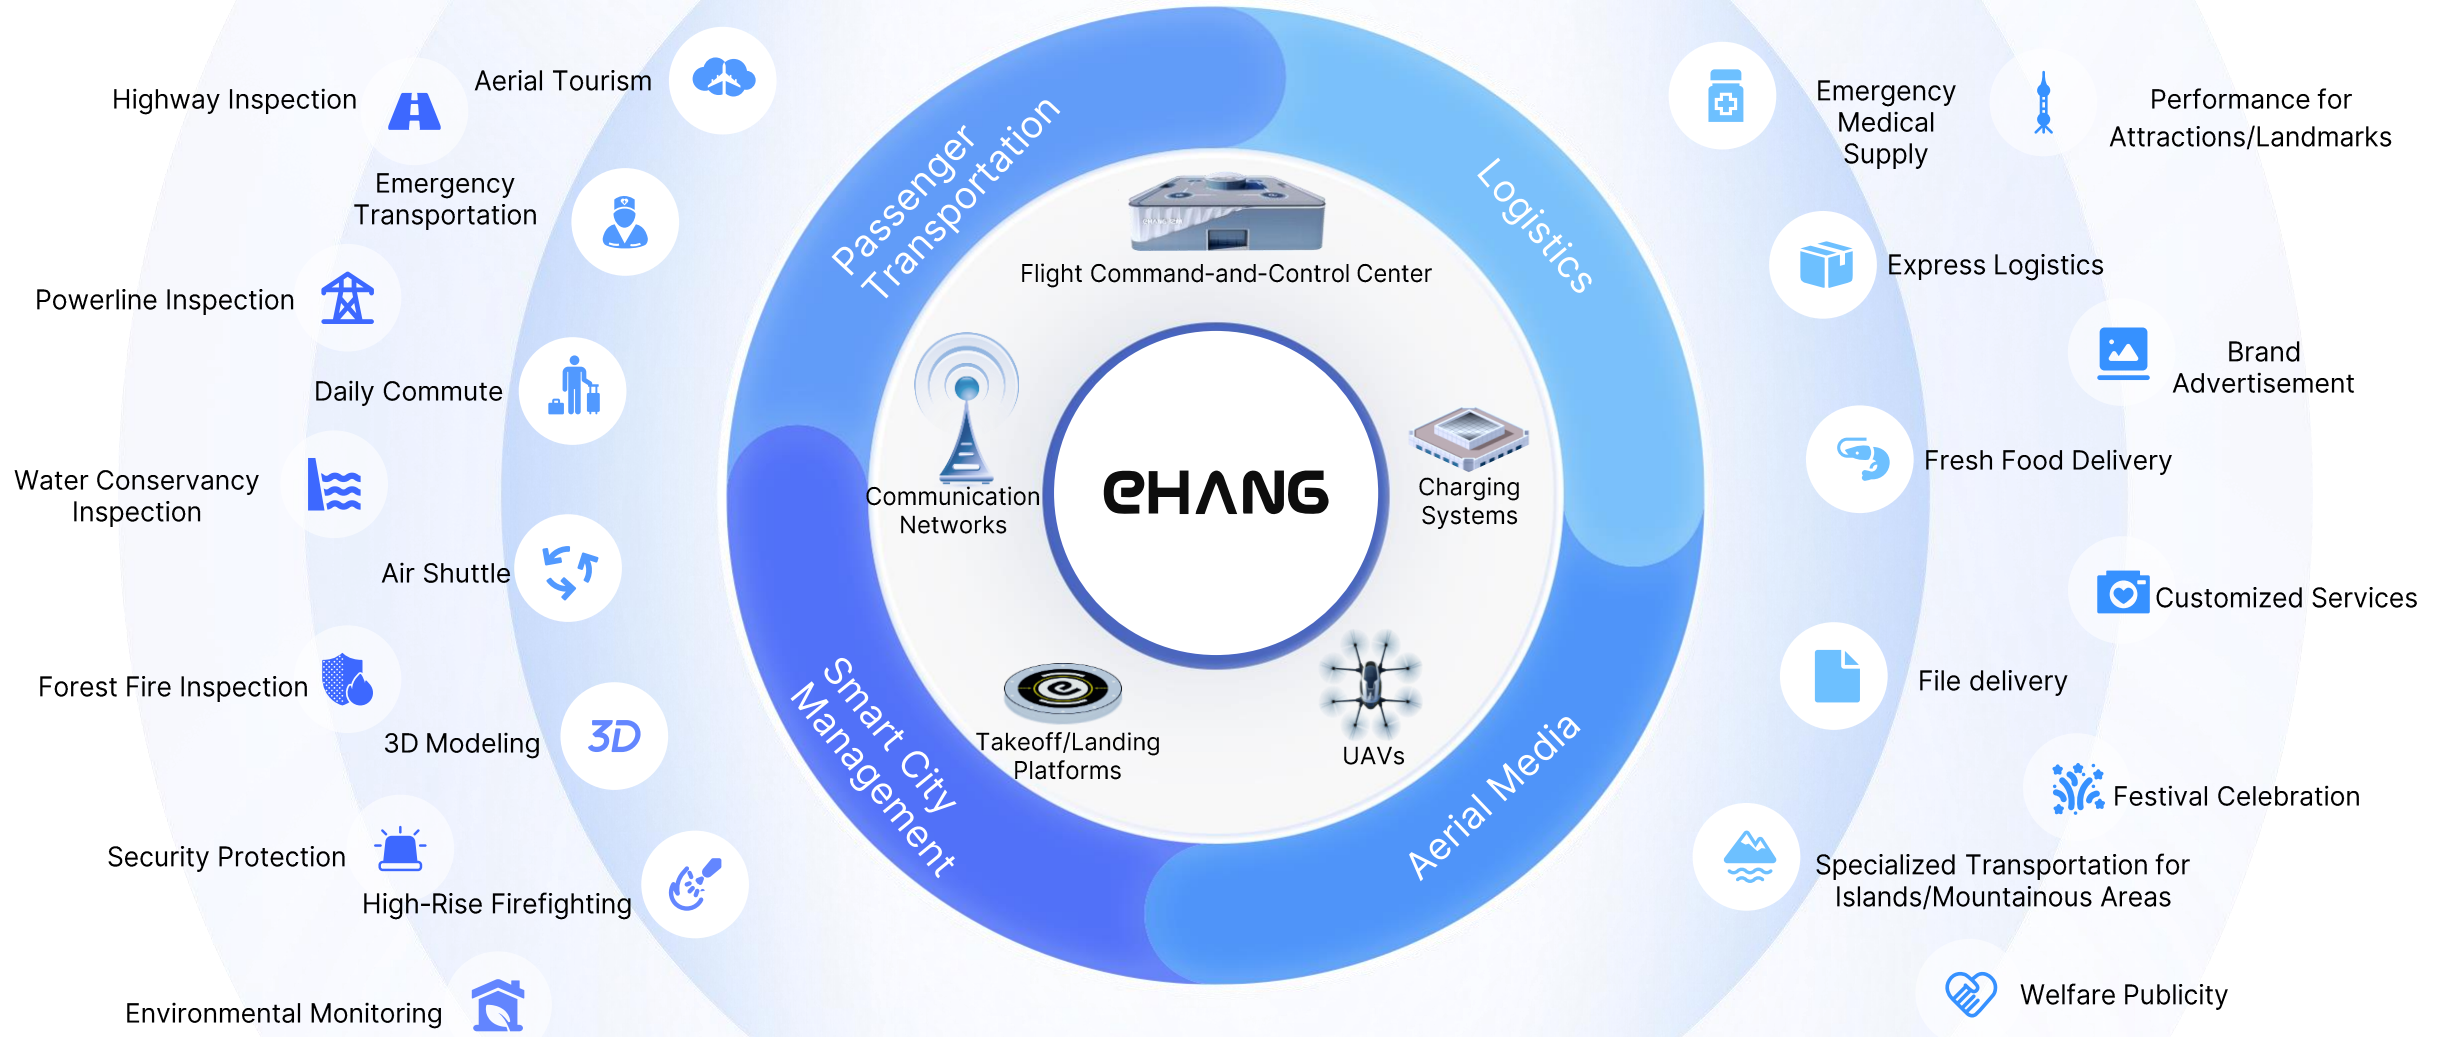 Highway Inspection
Aerial Tourism
Emergency
Transportation
Powerline Inspection
Daily Commute
Water Conservancy
Inspection
Air Shuttle
Forest Fire Inspection
3D Modeling
3D
Security Protection
High-Rise Firefighting
Environmental Monitoring
Passenger
Transportation
Logistics
Smart City
Management
Aerial Media
Flight Command-and-Control Center
Communication
Networks
EHANG
Charging
Systems
Takeoff/Landing
Platforms
UAVs
Emergency
Medical
Supply
Performance for
Attractions/Landmarks
Express Logistics
Brand
Advertisement
Fresh Food Delivery
Customized Services
File delivery
Festival Celebration
Specialized Transportation for
Islands/Mountainous Areas
Welfare Publicity